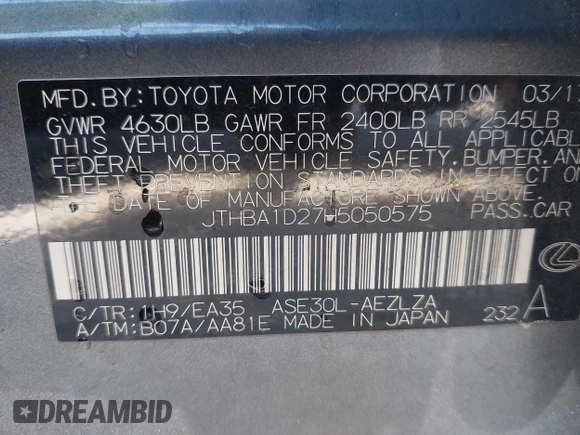 MFD.BY: TOYOTA MOTOR CORPORATION 03/17
GVWR 4630LB GAWR FR 2400LB RR 2545LB
THIS VEHICLE CONFORMS TO ALL APPLICABLE
FEDERAL MOTOR VEHICLE SAFETY, BUMPER, AND
THEFT PREVENTION STANDARDS IN EFFECT ON
THE DATE OF MANUFACTURE SHOWN ABOVE.
JTHBA1D27H5050575 PASS.CAR
C/TR: 1H9/EA35 ASE30L-AEZLZA
A/TM: B07A/AA81E MADE IN JAPAN 232 A
DREAMBID